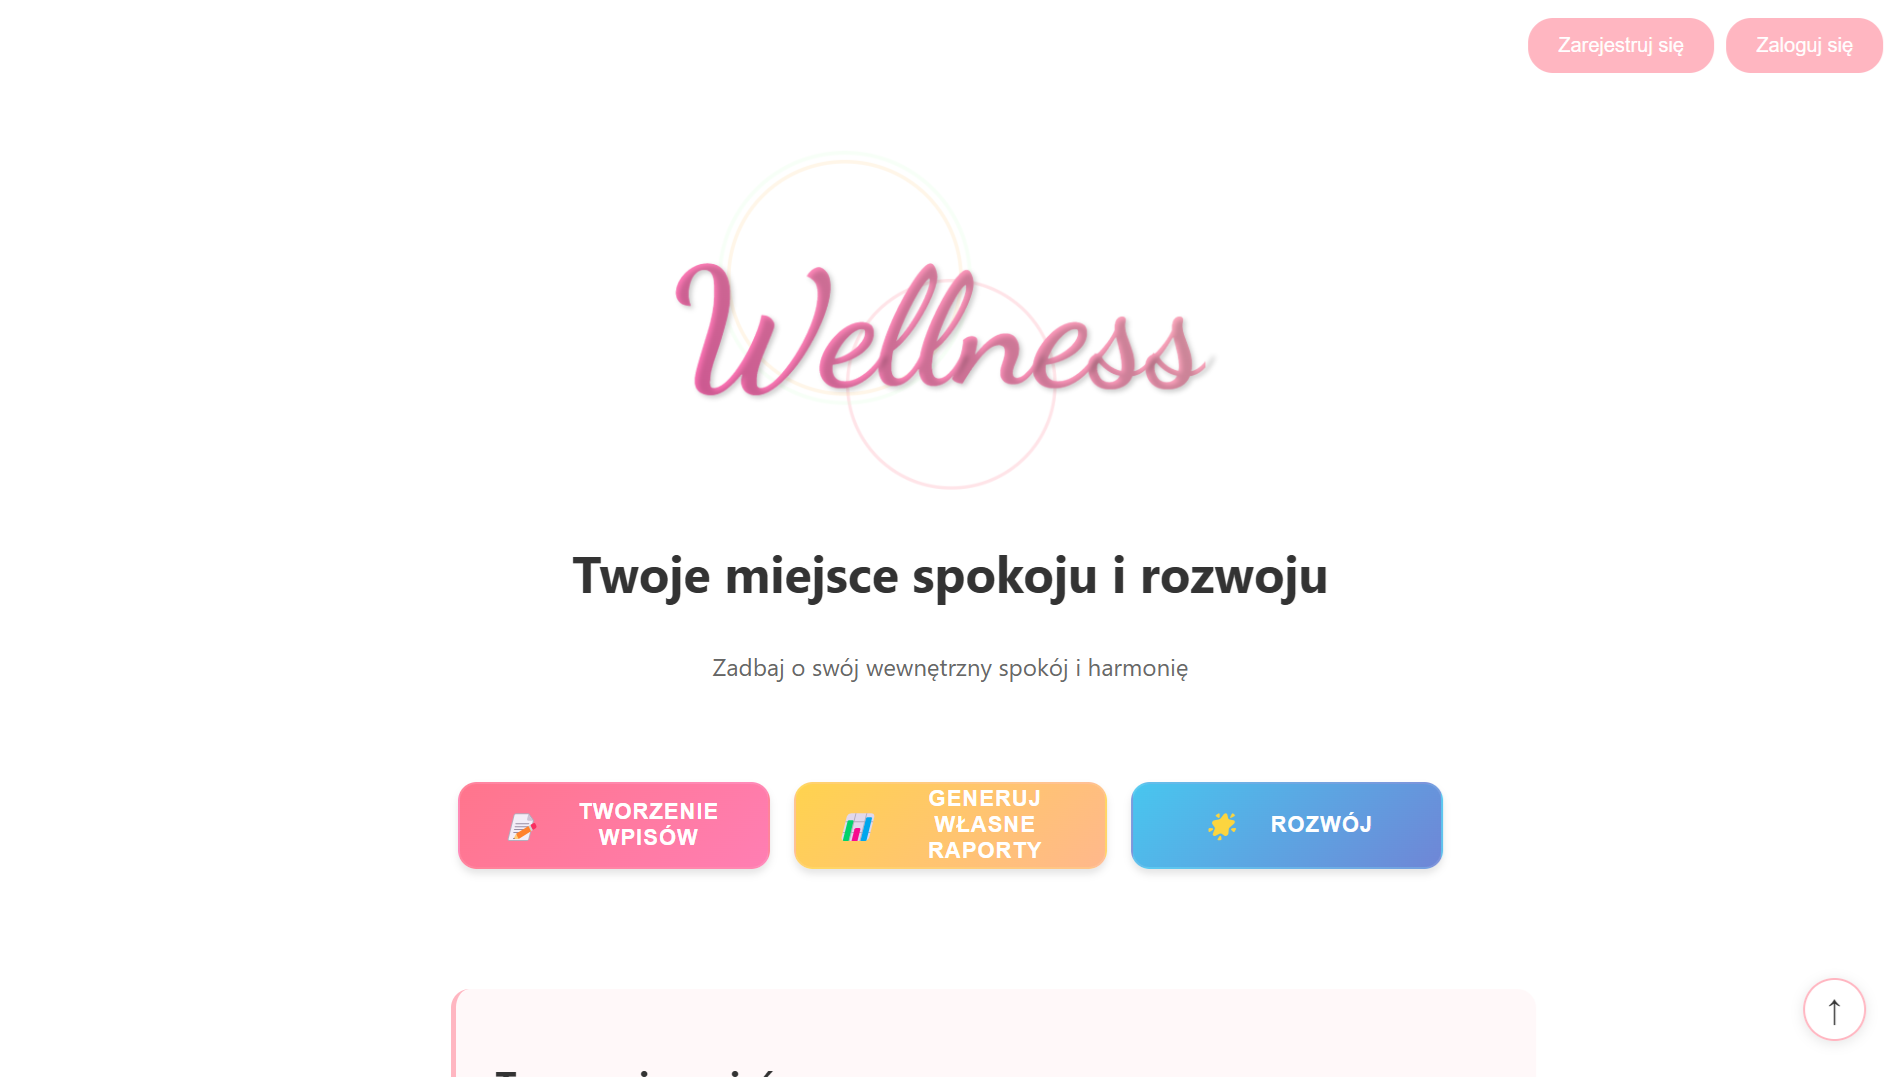 Zarejestruj się
Zaloguj się
Wellness
Twoje miejsce spokoju i rozwoju
Zadbaj o swój wewnętrzny spokój i harmonię
TWORZENIE
WPISÓW
GENERUJ
WŁASNE
RAPORTY
ROZWÓJ
↑